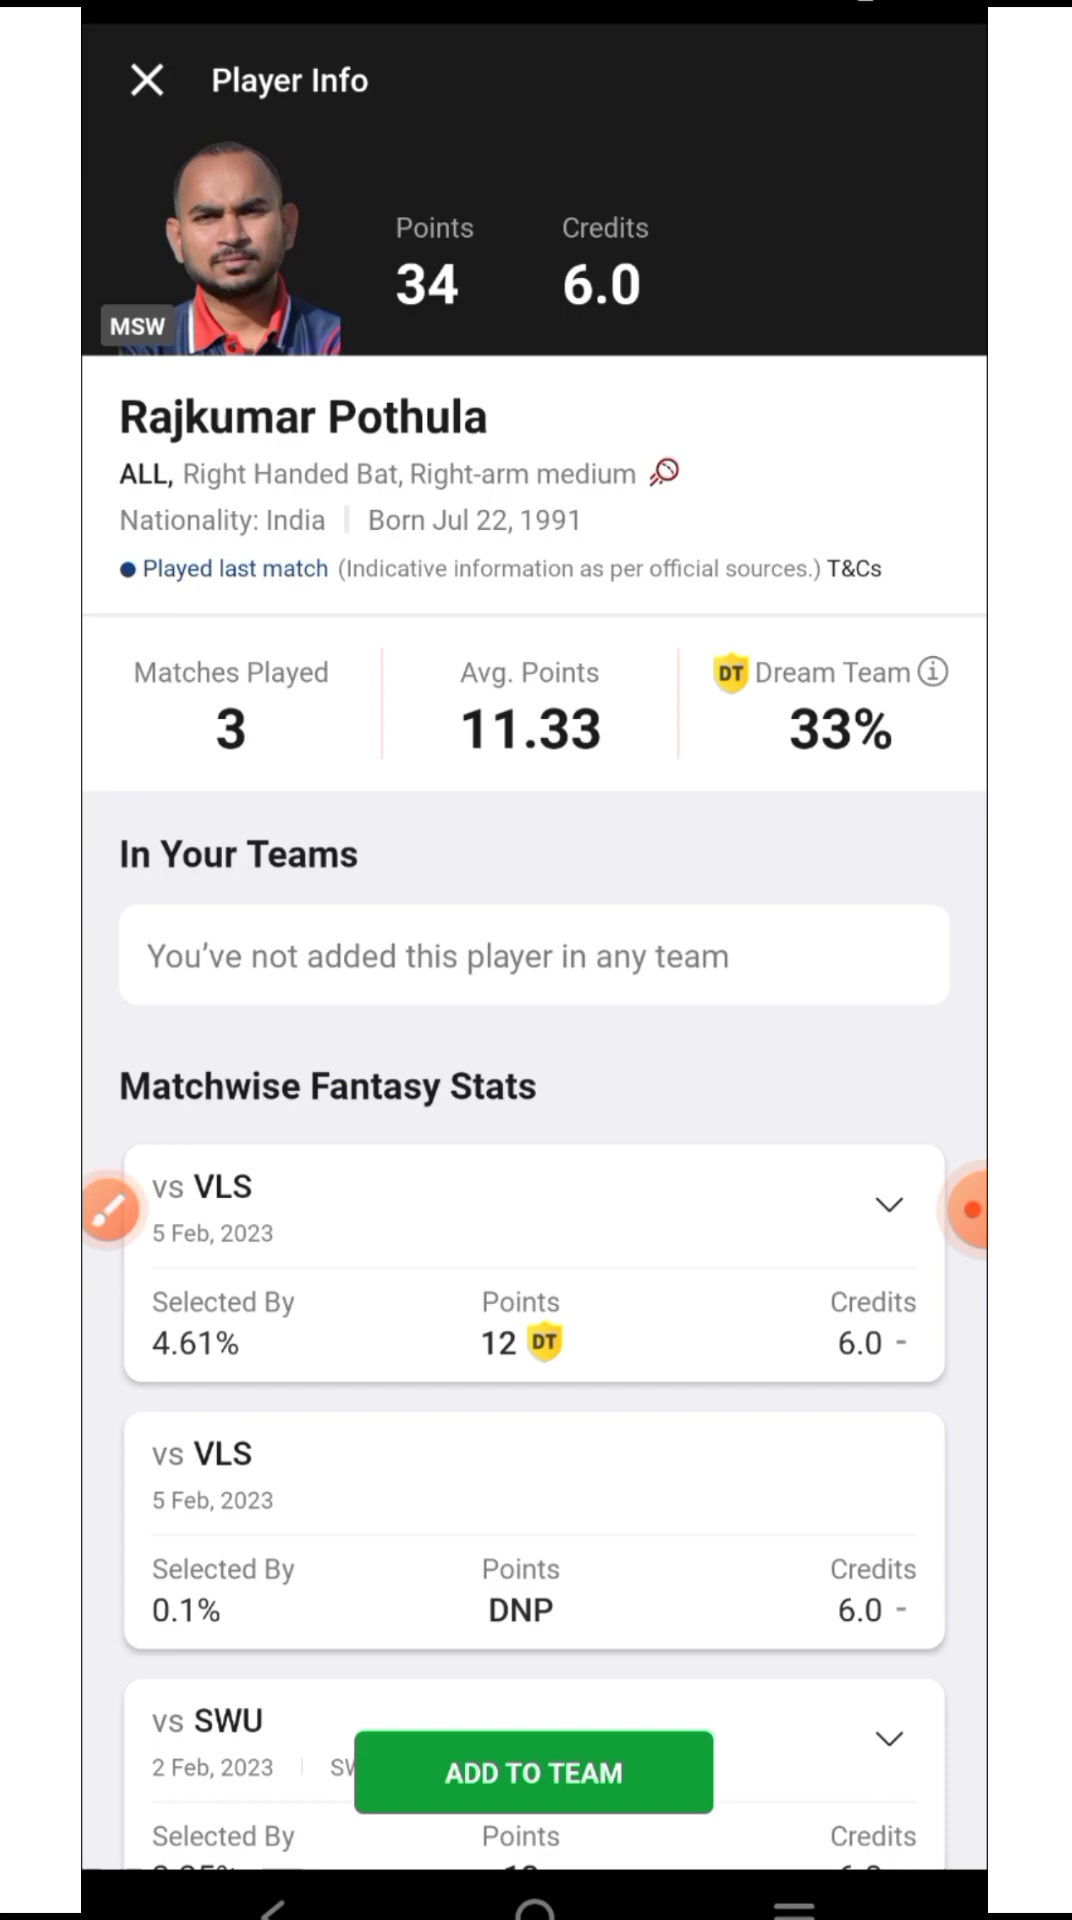 Player Info
Points
Credits
34
6.0
MSW
Rajkumar Pothula
ALL, Right Handed Bat, Right-arm medium
Nationality: India | Born Jul 22, 1991
Played last match (Indicative information as per official sources.) T&Cs
Matches Played
Avg. Points
DT Dream Team
3
11.33
33%
In Your Teams
You've not added this player in any team
Matchwise Fantasy Stats
vs VLS
5 Feb, 2023
Selected By
Points
Credits
4.61%
12 DT
6.0 -
vs VLS
5 Feb, 2023
Selected By
Points
Credits
0.1%
DNP
6.0 -
vs SWU
2 Feb, 2023
ADD TO TEAM
Selected By
Points
Credits